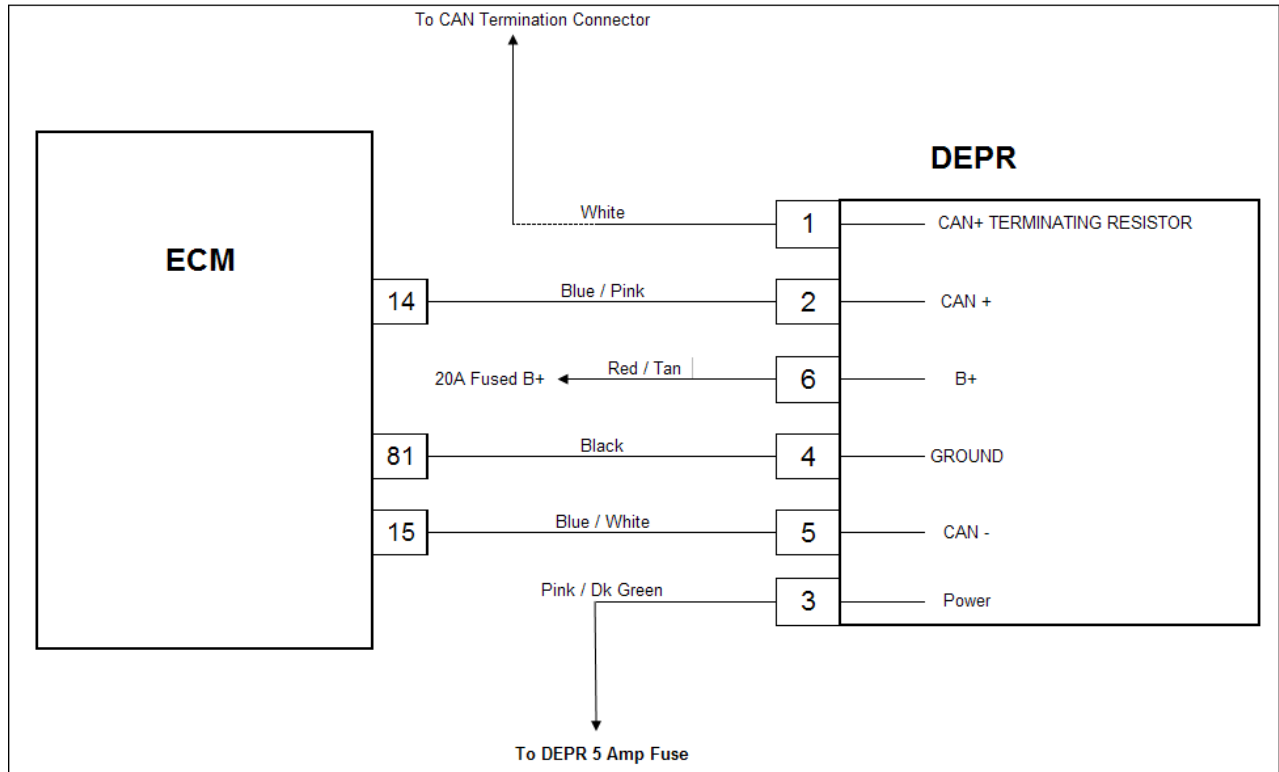 To CAN Termination Connector
DEPR
White
1
CAN+ TERMINATING RESISTOR
ECM
14
Blue / Pink
2
CAN +
20A Fused B+
Red / Tan
6
B+
81
Black
4
GROUND
15
Blue / White
5
CAN -
Pink / Dk Green
3
Power
To DEPR 5 Amp Fuse